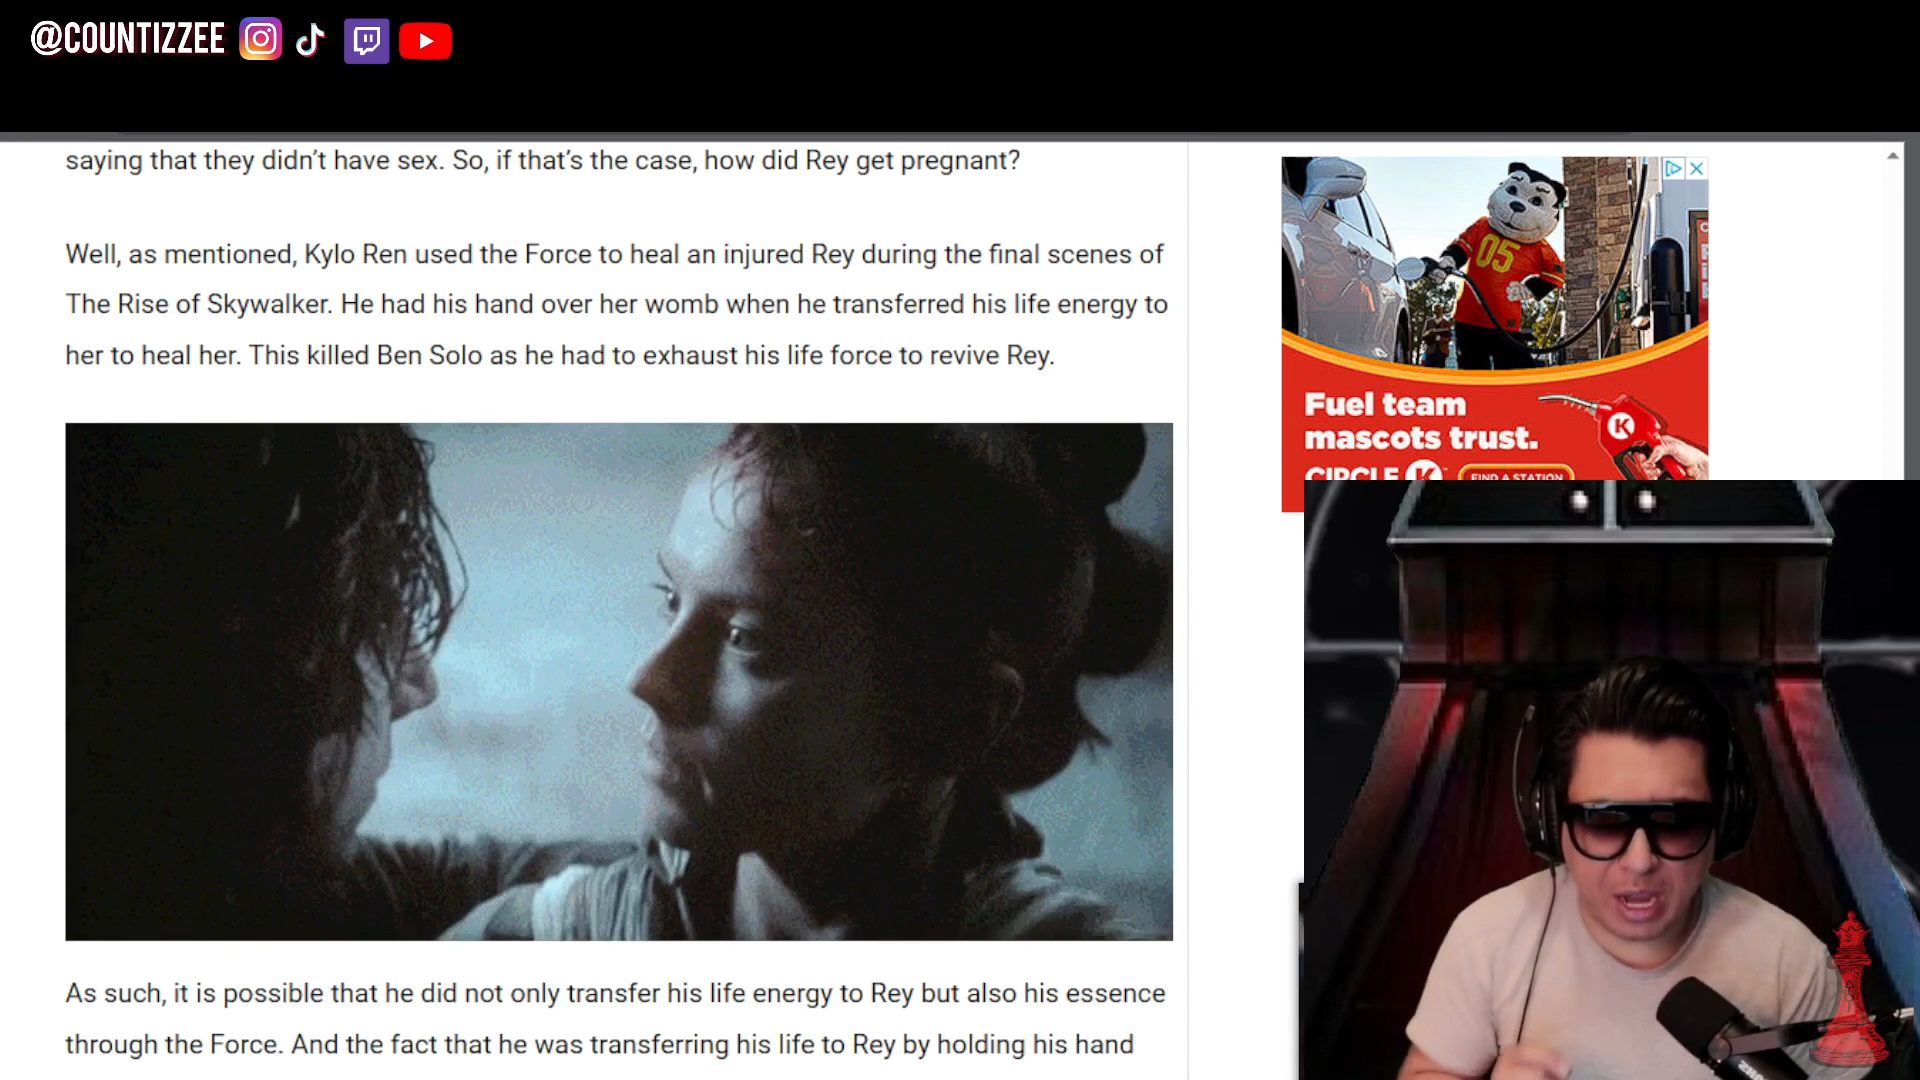 @COUNTIZZEE
saying that they didn't have sex. So, if that's the case, how did Rey get pregnant?
Well, as mentioned, Kylo Ren used the Force to heal an injured Rey during the final scenes of
The Rise of Skywalker. He had his hand over her womb when he transferred his life energy to
her to heal her. This killed Ben Solo as he had to exhaust his life force to revive Rey.
05
Fuel team
mascots trust.
K
CIRCLE K
FIND A STATION
As such, it is possible that he did not only transfer his life energy to Rey but also his essence
through the Force. And the fact that he was transferring his life to Rey by holding his hand